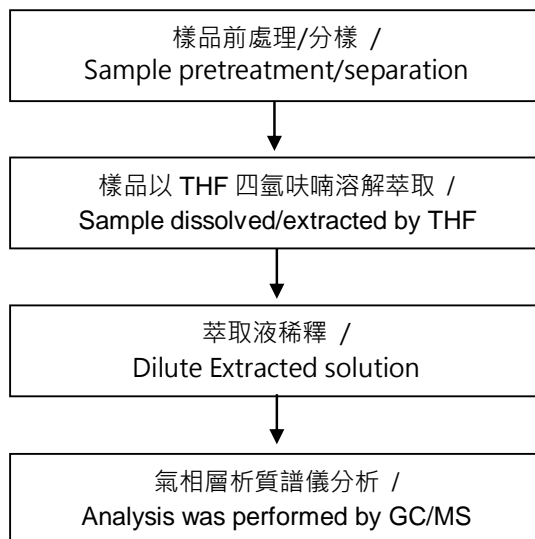 樣品前處理/分樣 /
Sample pretreatment/separation
樣品以 THF 四氫呋喃溶解萃取 /
Sample dissolved/extracted by THF
萃取液稀釋 /
Dilute Extracted solution
氣相層析質譜儀分析 /
Analysis was performed by GC/MS